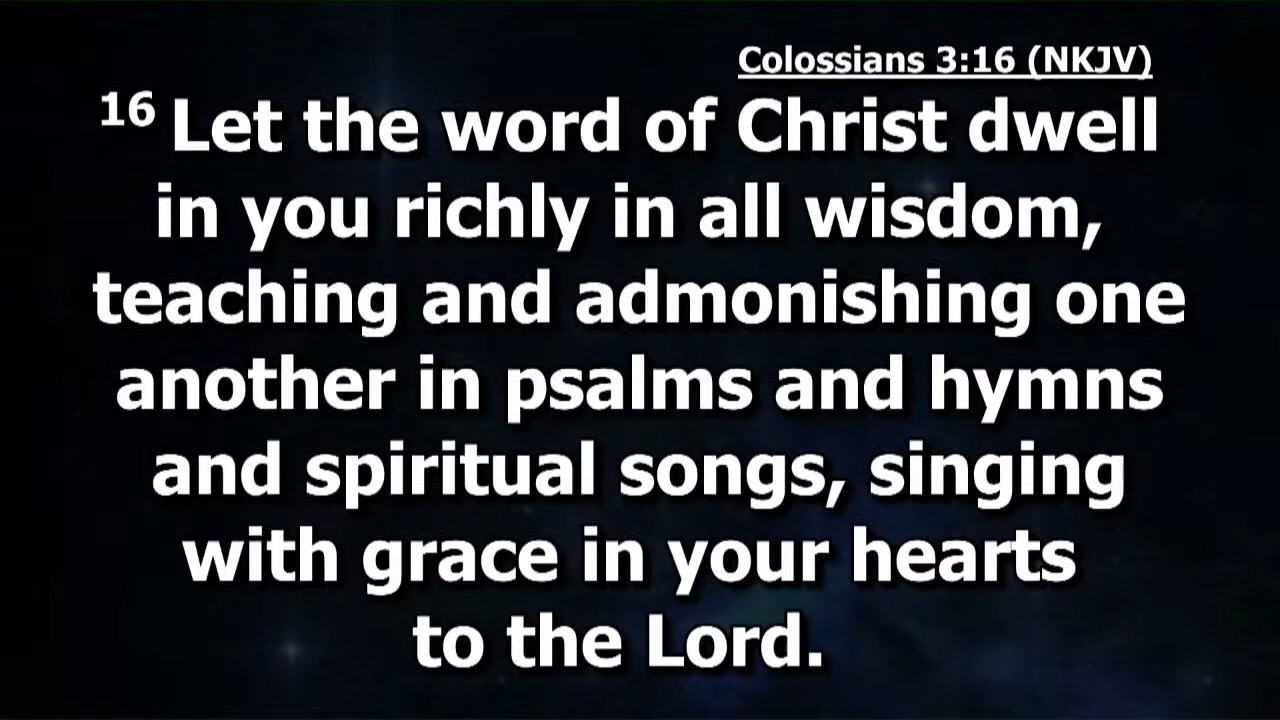 Colossians 3:16 (NKJV)
16 Let the word of Christ dwell
in you richly in all wisdom,
teaching and admonishing one
another in psalms and hymns
and spiritual songs, singing
with grace in your hearts
to the Lord.